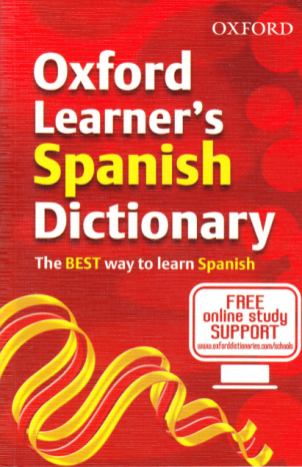 OXFORD
Oxford
Learner's
Spanish
Dictionary
The BEST way to learn Spanish
FREE
online study
SUPPORT
www.oxforddictionaries.com/schools